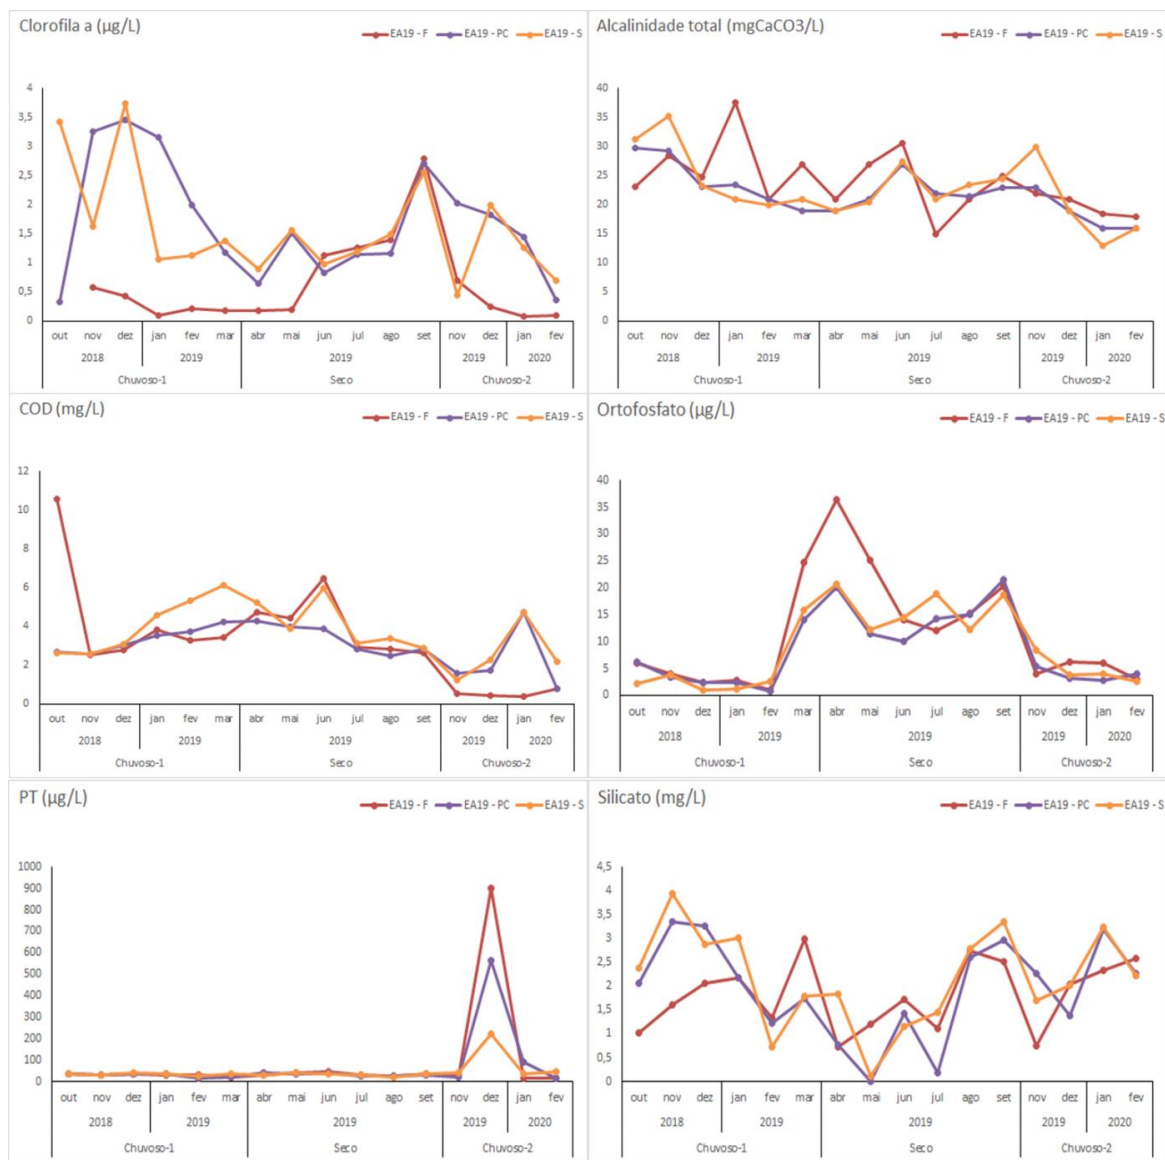 Clorofila a (µg/L)
EA19 - F EA19 - PC EA19 - S
4
3,5
3
2,5
2
1,5
1
0,5
0
out nov dez jan fev mar abr mai jun jul ago set nov dez jan fev
2018 2019 2019 2019 2020
Chuvoso-1 Seco Chuvoso-2
Alcalinidade total (mgCaCO3/L)
EA19 - F EA19 - PC EA19 - S
40
35
30
25
20
15
10
5
0
out nov dez jan fev mar abr mai jun jul ago set nov dez jan fev
2018 2019 2019 2019 2020
Chuvoso-1 Seco Chuvoso-2
COD (mg/L)
EA19 - F EA19 - PC EA19 - S
12
10
8
6
4
2
0
out nov dez jan fev mar abr mai jun jul ago set nov dez jan fev
2018 2019 2019 2019 2020
Chuvoso-1 Seco Chuvoso-2
Ortofosfato (µg/L)
EA19 - F EA19 - PC EA19 - S
40
35
30
25
20
15
10
5
0
out nov dez jan fev mar abr mai jun jul ago set nov dez jan fev
2018 2019 2019 2019 2020
Chuvoso-1 Seco Chuvoso-2
PT (µg/L)
EA19 - F EA19 - PC EA19 - S
1000
900
800
700
600
500
400
300
200
100
0
out nov dez jan fev mar abr mai jun jul ago set nov dez jan fev
2018 2019 2019 2019 2020
Chuvoso-1 Seco Chuvoso-2
Silicato (mg/L)
EA19 - F EA19 - PC EA19 - S
4,5
4
3,5
3
2,5
2
1,5
1
0,5
0
out nov dez jan fev mar abr mai jun jul ago set nov dez jan fev
2018 2019 2019 2019 2020
Chuvoso-1 Seco Chuvoso-2